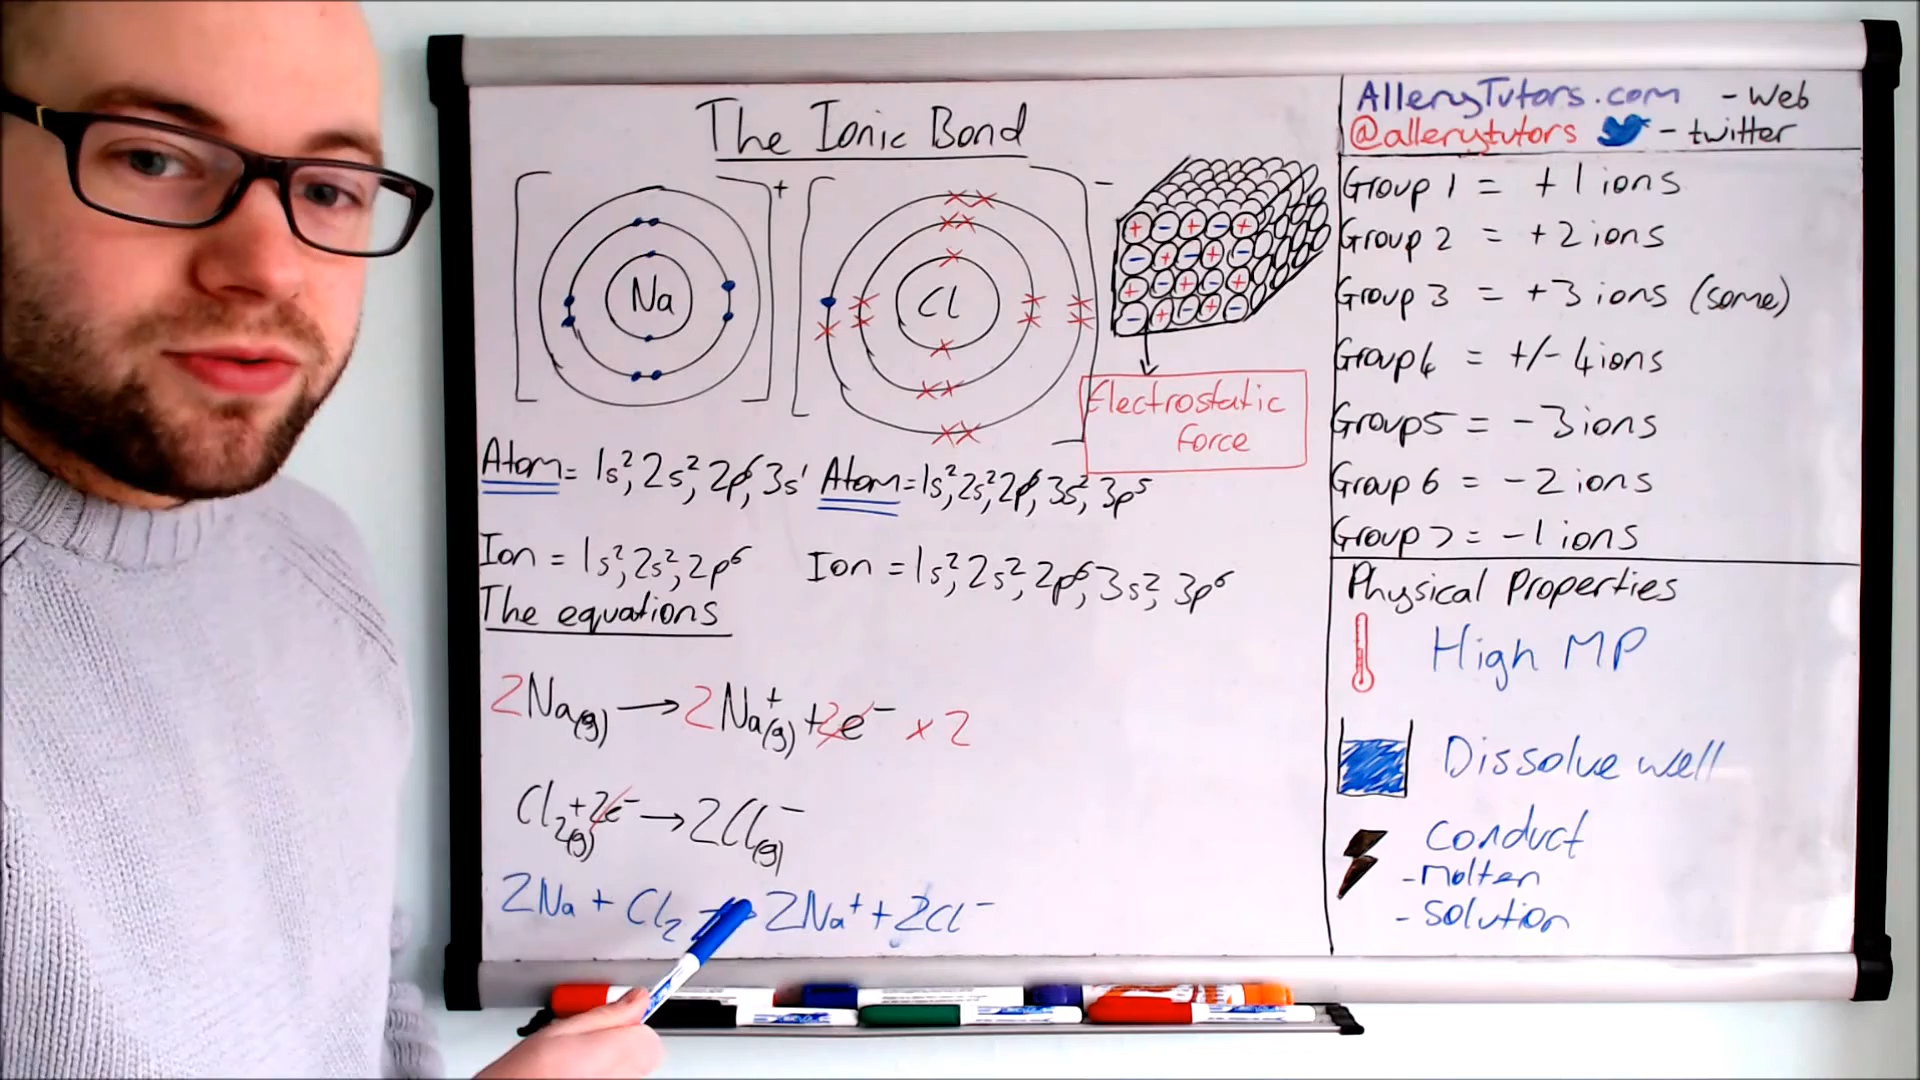 The Ionic Bond
[Na]+
[Cl]−
+ − + − +
− + − + −
+ − + − +
− + − + −
Electrostatic
Force
Atom = 1s², 2s², 2p⁶, 3s¹
Atom = 1s², 2s², 2p⁶, 3s², 3p⁵
Ion = 1s², 2s², 2p⁶
Ion = 1s², 2s², 2p⁶, 3s², 3p⁶
The equations
2Na(g) → 2Na⁺(g) + 2e⁻ × 2
Cl₂(g) + 2e⁻ → 2Cl⁻(g)
2Na + Cl₂ → 2Na⁺ + 2Cl⁻
AlleryTutors.com - Web
@allerytutors - twitter
Group 1 = +1 ions
Group 2 = +2 ions
Group 3 = +3 ions (some)
Group 4 = +/- 4 ions
Group 5 = -3 ions
Group 6 = -2 ions
Group 7 = -1 ions
Physical Properties
High MP
Dissolve well
Conduct
- molten
- solution